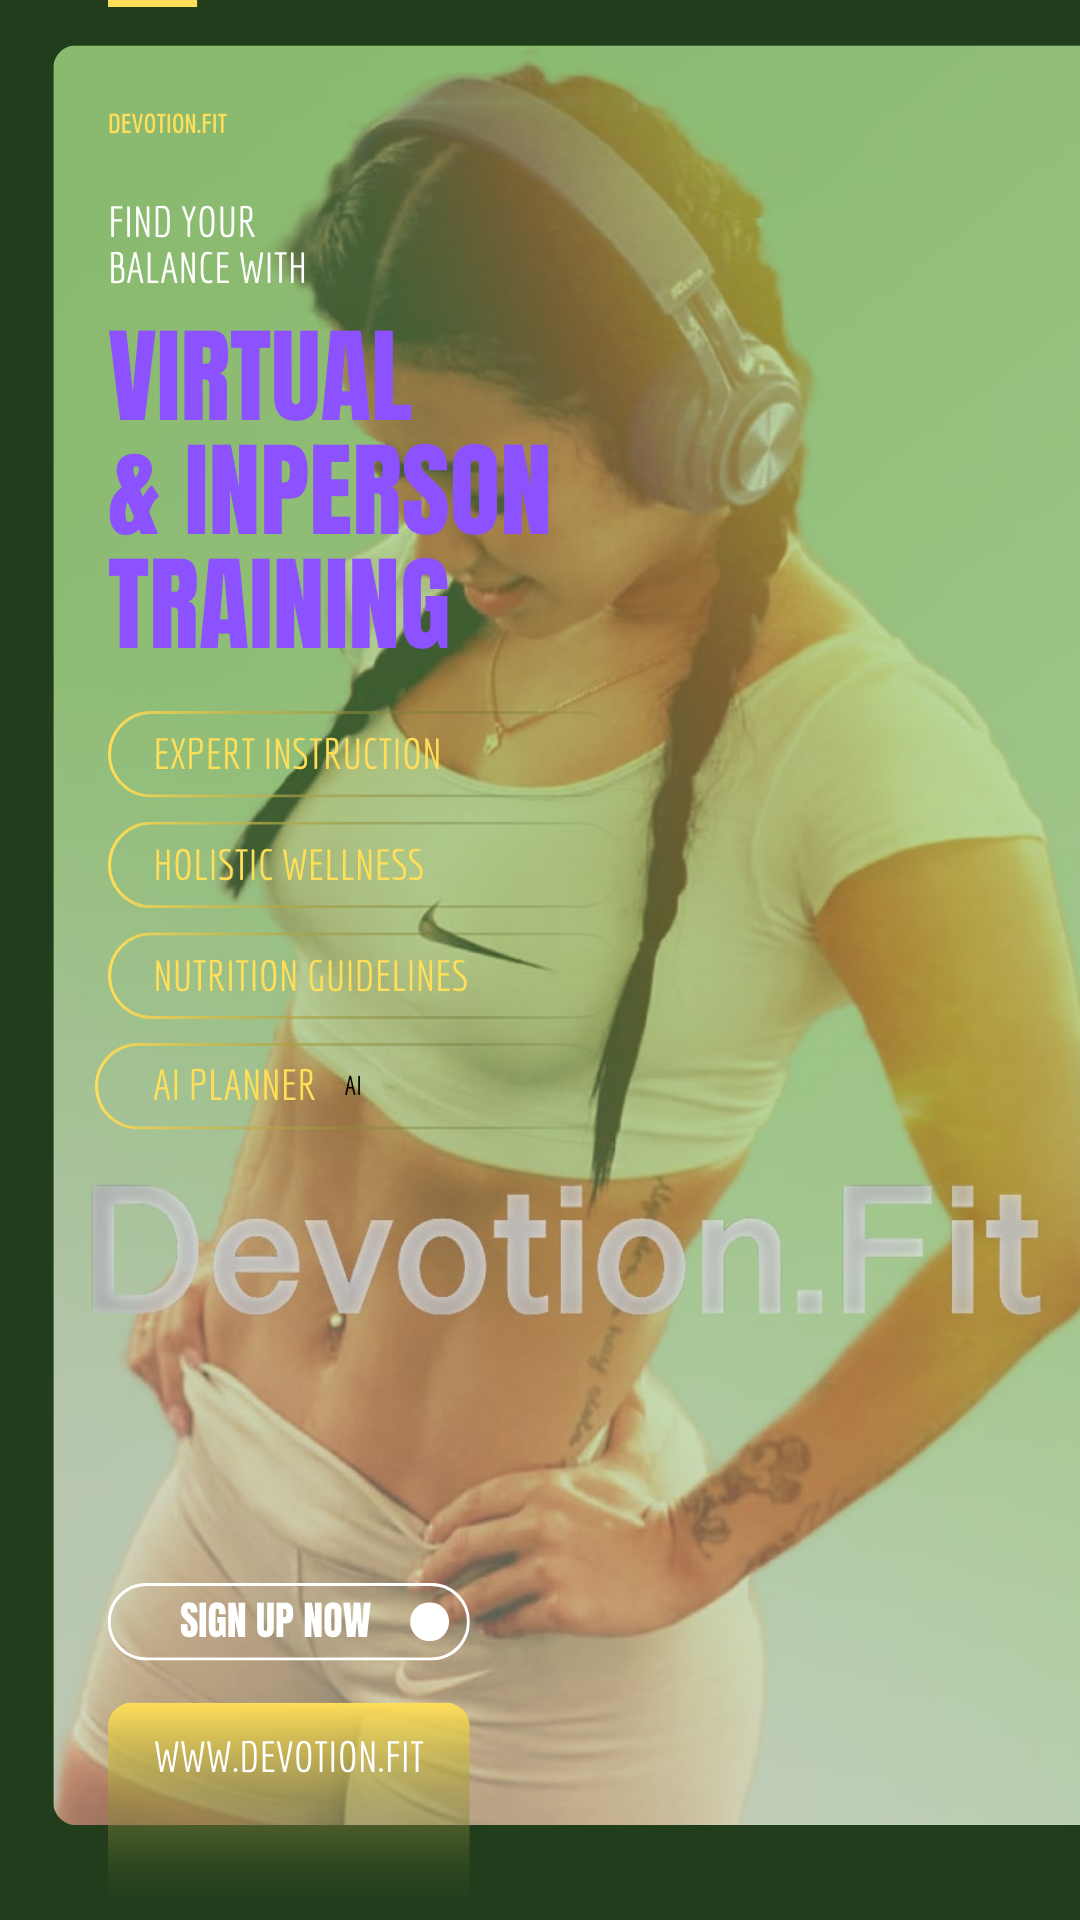 DEVOTION.FIT
FIND YOUR
BALANCE WITH
VIRTUAL
& INPERSON
TRAINING
EXPERT INSTRUCTION
HOLISTIC WELLNESS
NUTRITION GUIDELINES
AI PLANNER AI
Devotion.Fit
SIGN UP NOW
WWW.DEVOTION.FIT